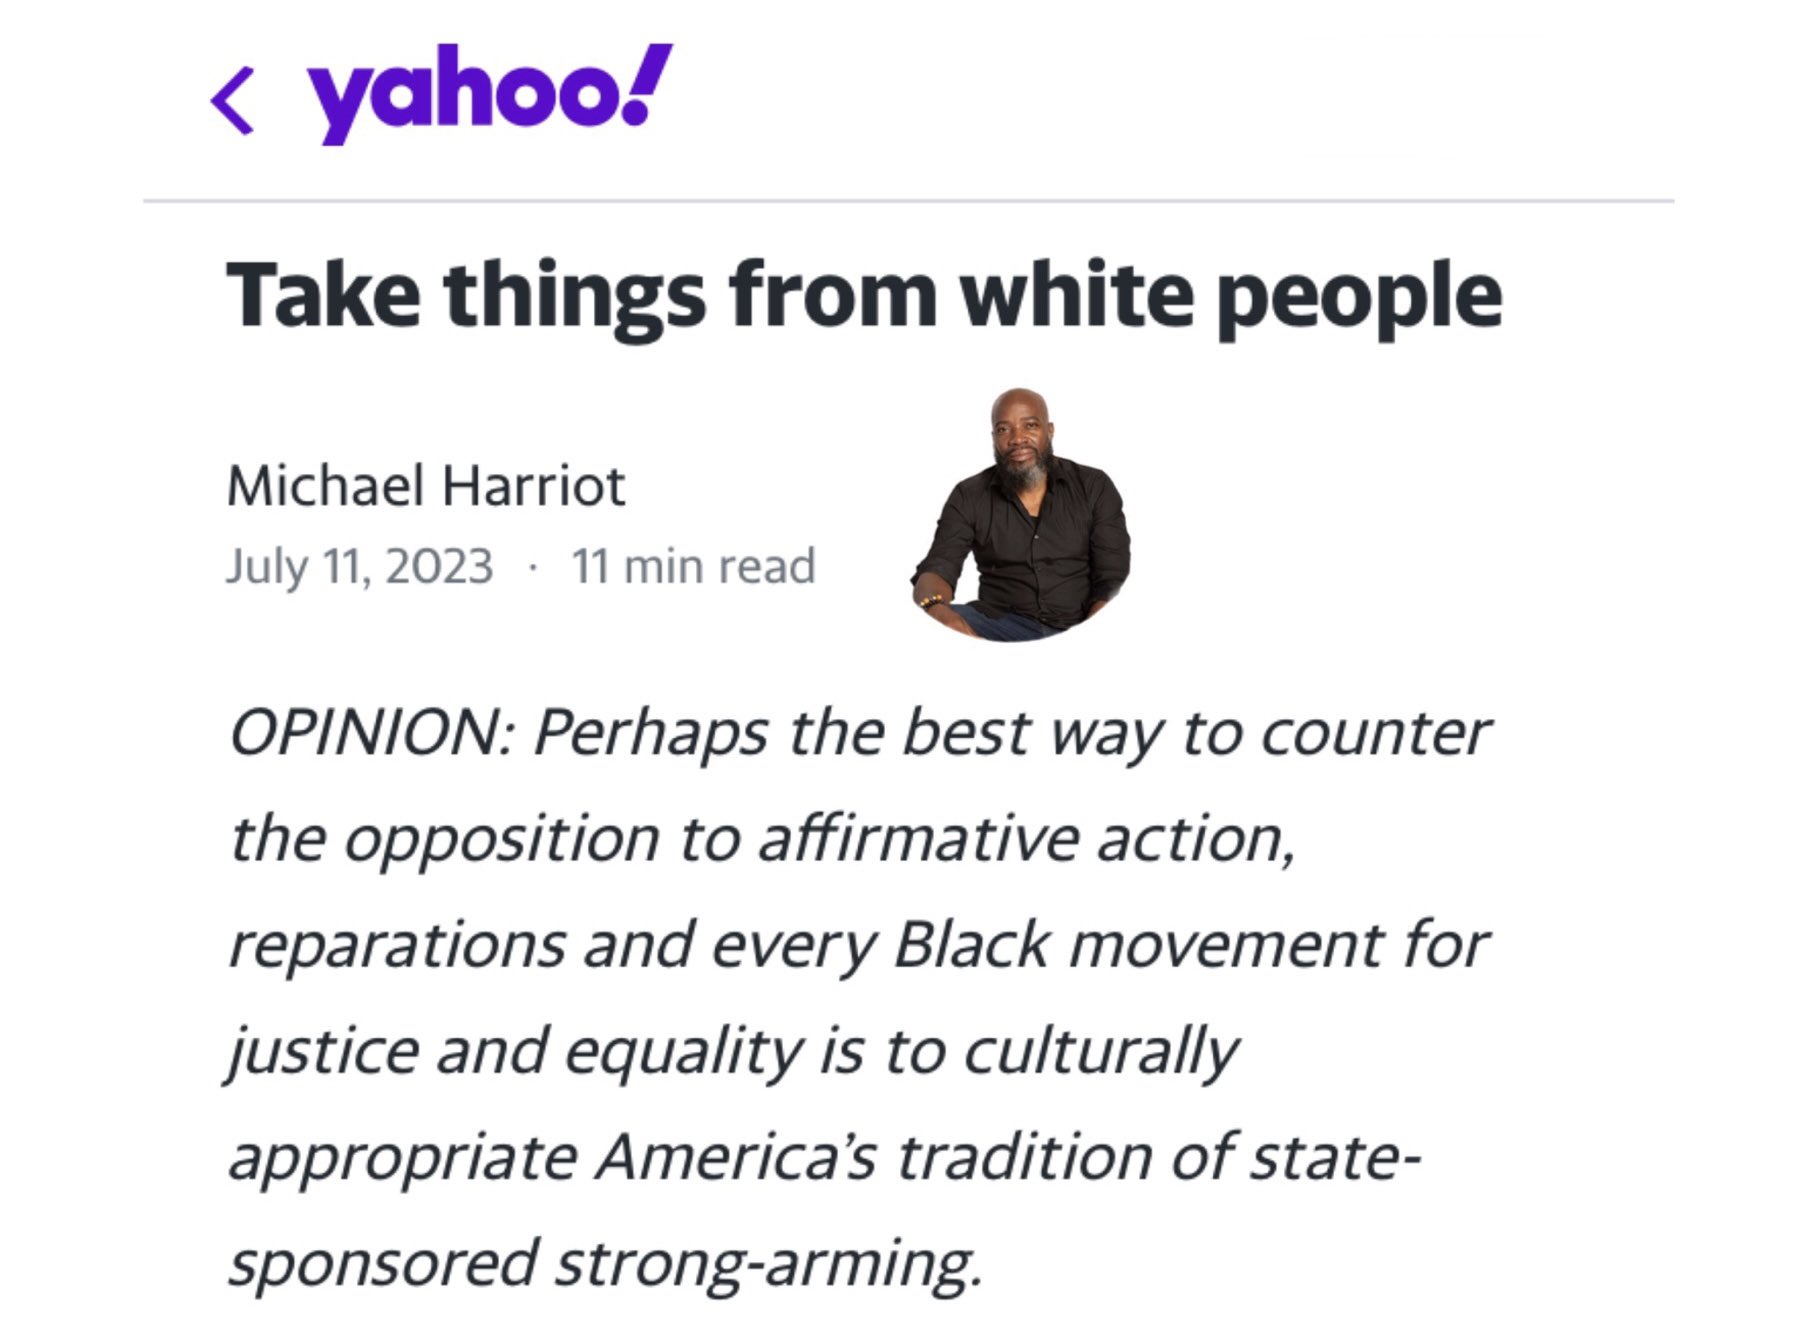 yahoo!
Take things from white people
Michael Harriot
July 11, 2023 · 11 min read
OPINION: Perhaps the best way to counter
the opposition to affirmative action,
reparations and every Black movement for
justice and equality is to culturally
appropriate America’s tradition of state-
sponsored strong-arming.